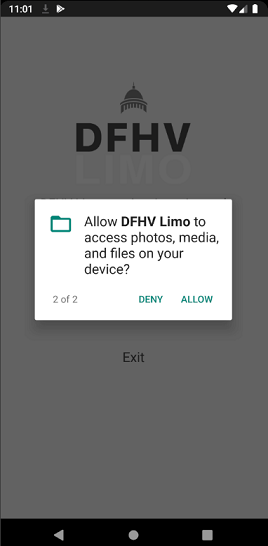 11:01
DFHV
LIMO
Allow DFHV Limo to
access photos, media,
and files on your
device?
2 of 2
DENY
ALLOW
Exit